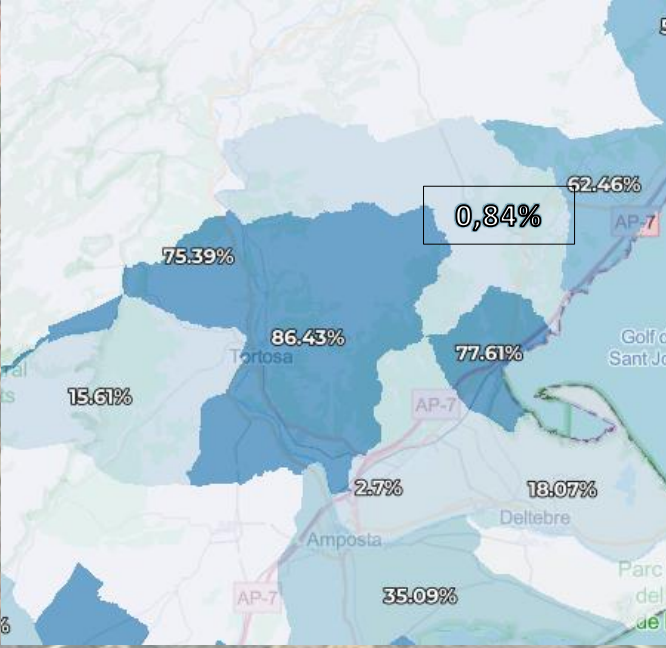 62.46%
0,84%
AP-7
75.39%
86.43%
Tortosa
77.61%
Golf d
Sant Jo
15.61%
AP-7
2.7%
18.07%
Deltebre
Amposta
Parc
AP-7
35.09%
del
de
%